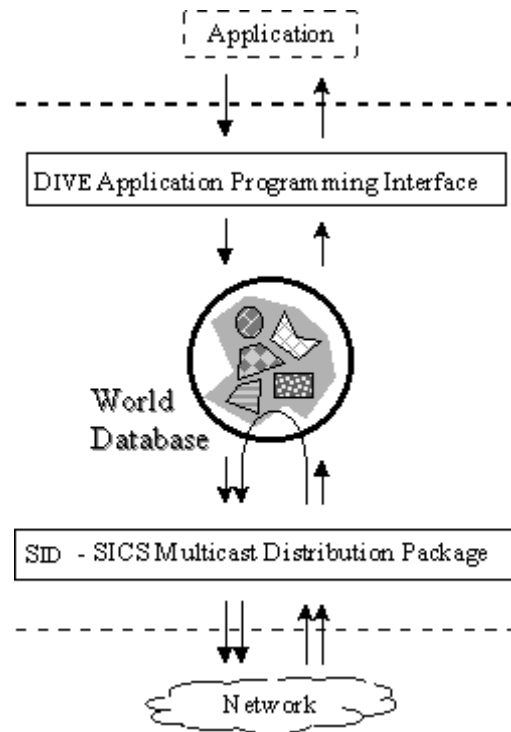 Application
DIVE Application Programming Interface
World
Database
SID - SICS Multicast Distribution Package
Network